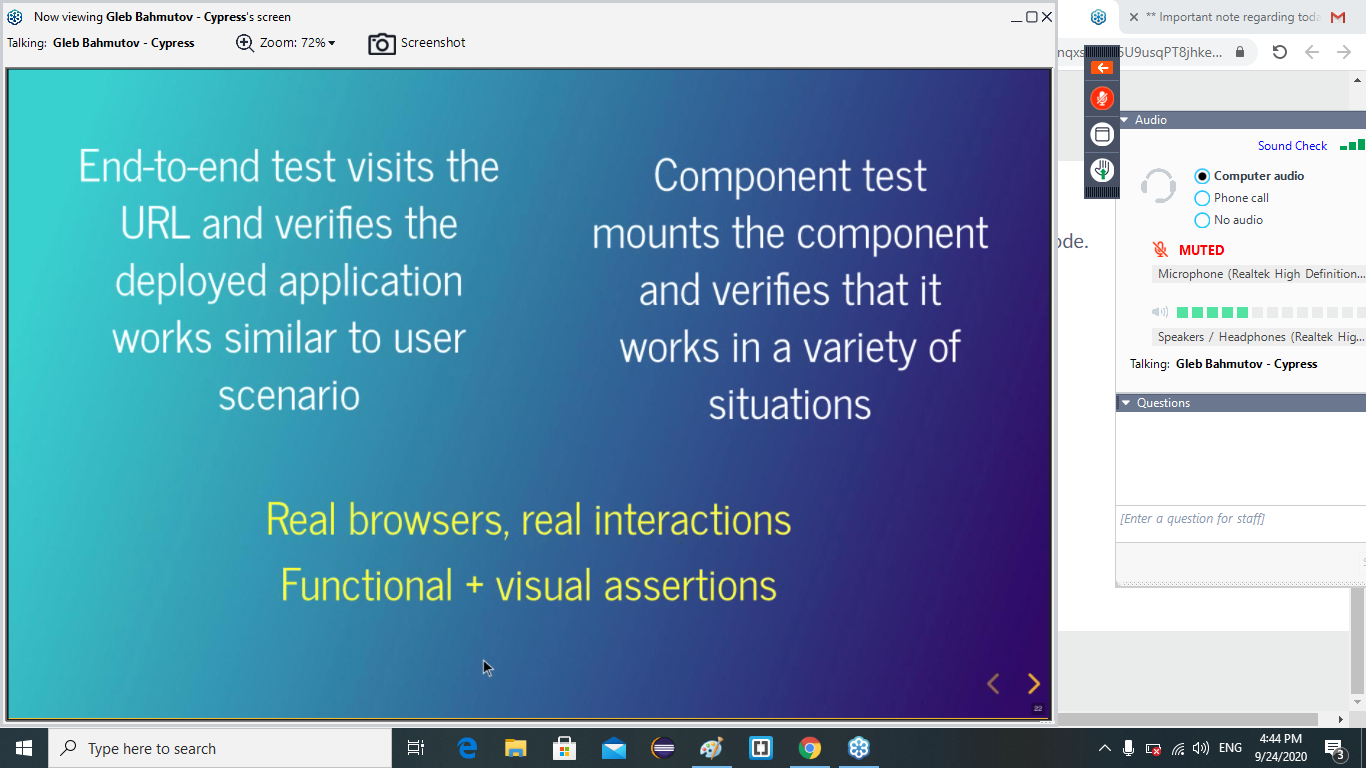 Now viewing Gleb Bahmutov - Cypress's screen
Talking: Gleb Bahmutov - Cypress
Zoom: 72%
Screenshot
End-to-end test visits the
URL and verifies the
deployed application
works similar to user
scenario
Component test
mounts the component
and verifies that it
works in a variety of
situations
Real browsers, real interactions
Functional + visual assertions
22
** Important note regarding toda
5U9usqPT8jhke...
ode.
Audio
Sound Check
Computer audio
Phone call
No audio
MUTED
Microphone (Realtek High Definition...
Speakers / Headphones (Realtek Hig...
Talking: Gleb Bahmutov - Cypress
Questions
[Enter a question for staff]
Type here to search
ENG
4:44 PM
9/24/2020
3